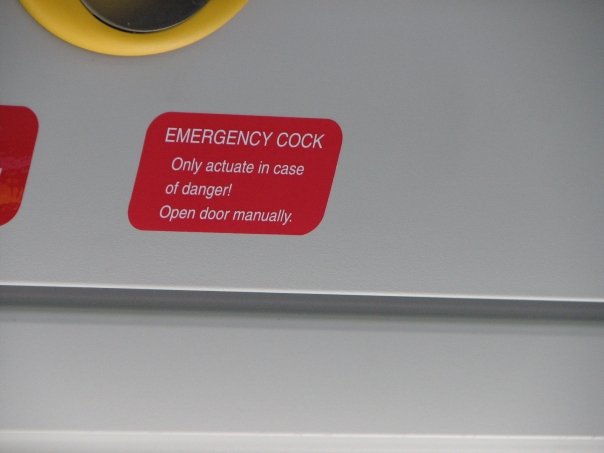 EMERGENCY COCK
Only actuate in case
of danger!
Open door manually.